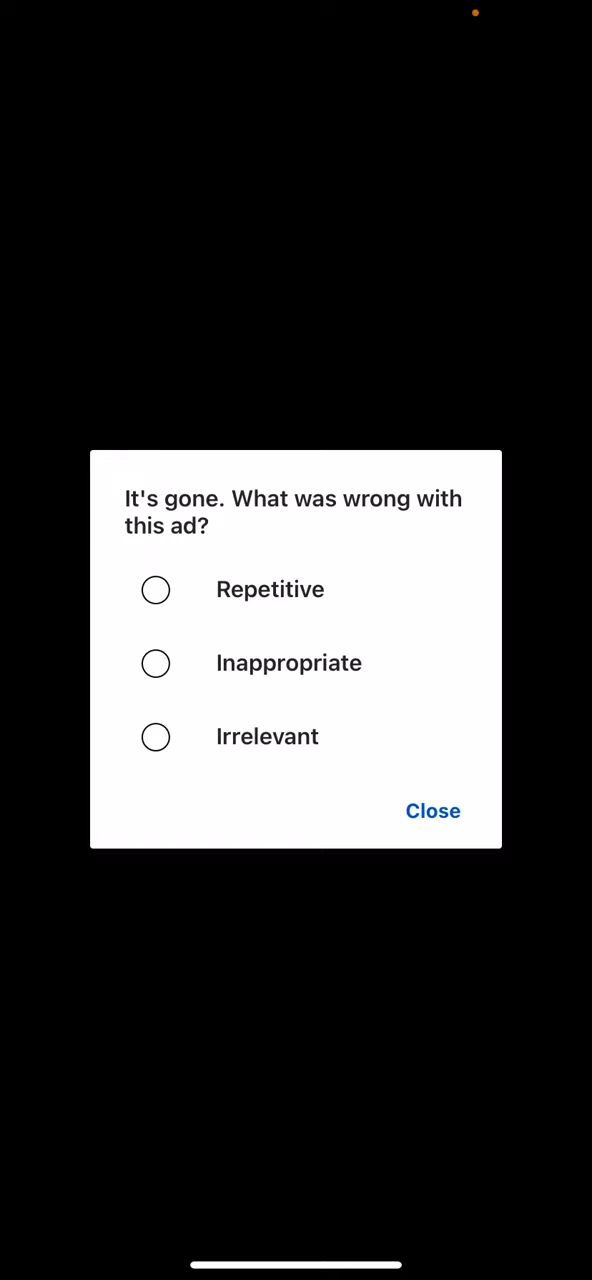 It's gone. What was wrong with
this ad?
Repetitive
Inappropriate
Irrelevant
Close